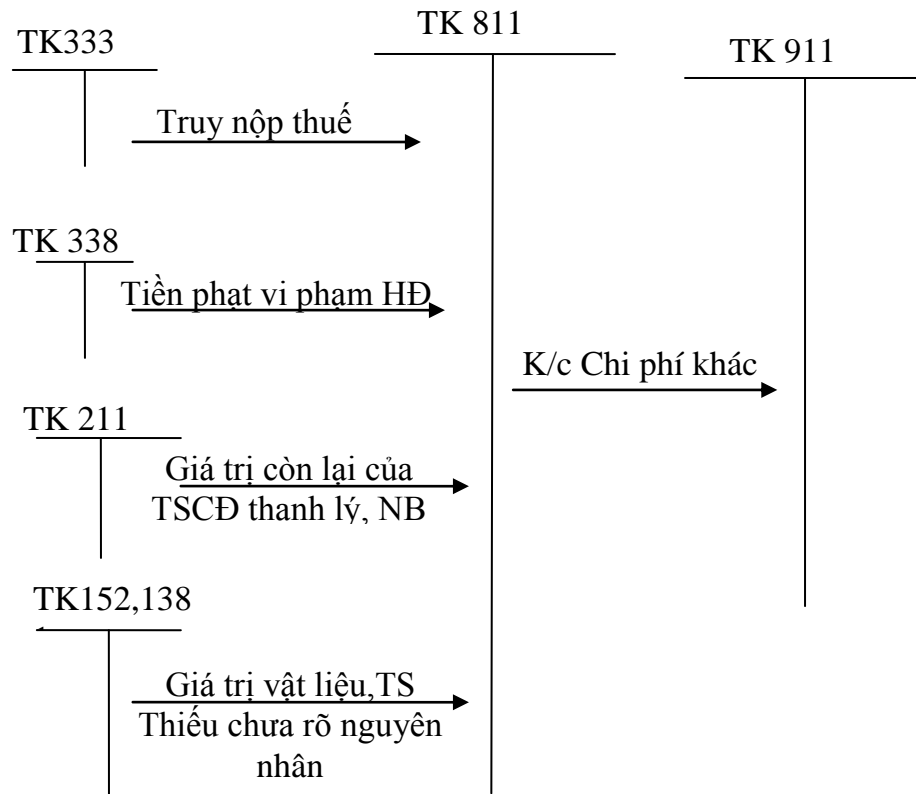 TK 811
TK333
TK 911
Truy nộp thuế
TK 338
Tiền phạt vi phạm HĐ
K/c Chi phí khác
TK 211
Giá trị còn lại của
TSCĐ thanh lý, NB
TK152,138
Giá trị vật liệu,TS
Thiếu chưa rõ nguyên
nhân